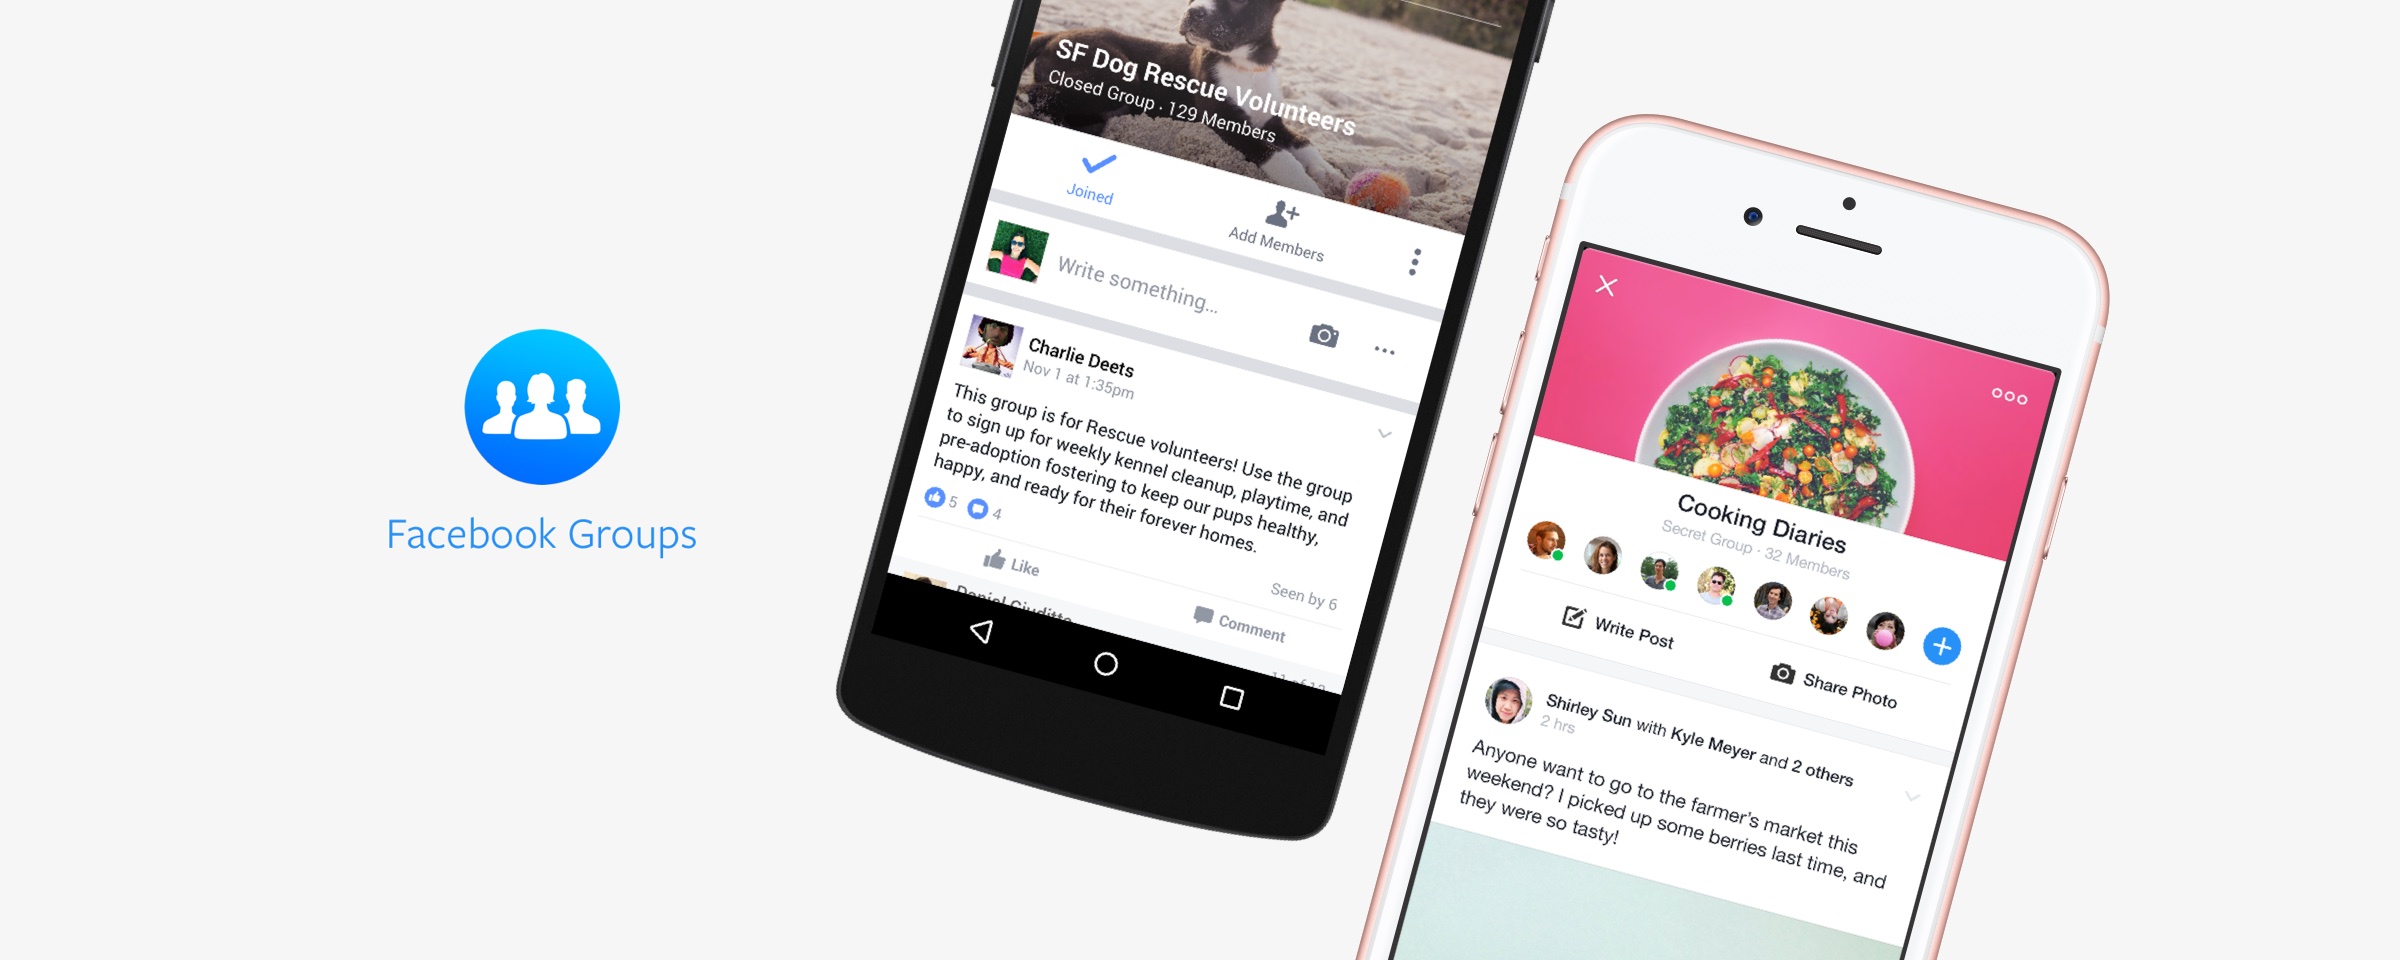 Facebook Groups
SF Dog Rescue Volunteers
Closed Group · 129 Members
Joined
Add Members
Write something...
Charlie Deets
Nov 1 at 1:35pm
This group is for Rescue volunteers! Use the group
to sign up for weekly kennel cleanup, playtime, and
pre-adoption fostering to keep our pups healthy,
happy, and ready for their forever homes.
5 4
Seen by 6
Like
Comment
Daniel Giuditta
11 of 12
Cooking Diaries
Secret Group · 32 Members
Write Post
Share Photo
Shirley Sun with Kyle Meyer and 2 others
2 hrs
Anyone want to go to the farmer's market this
weekend? I picked up some berries last time, and
they were so tasty!